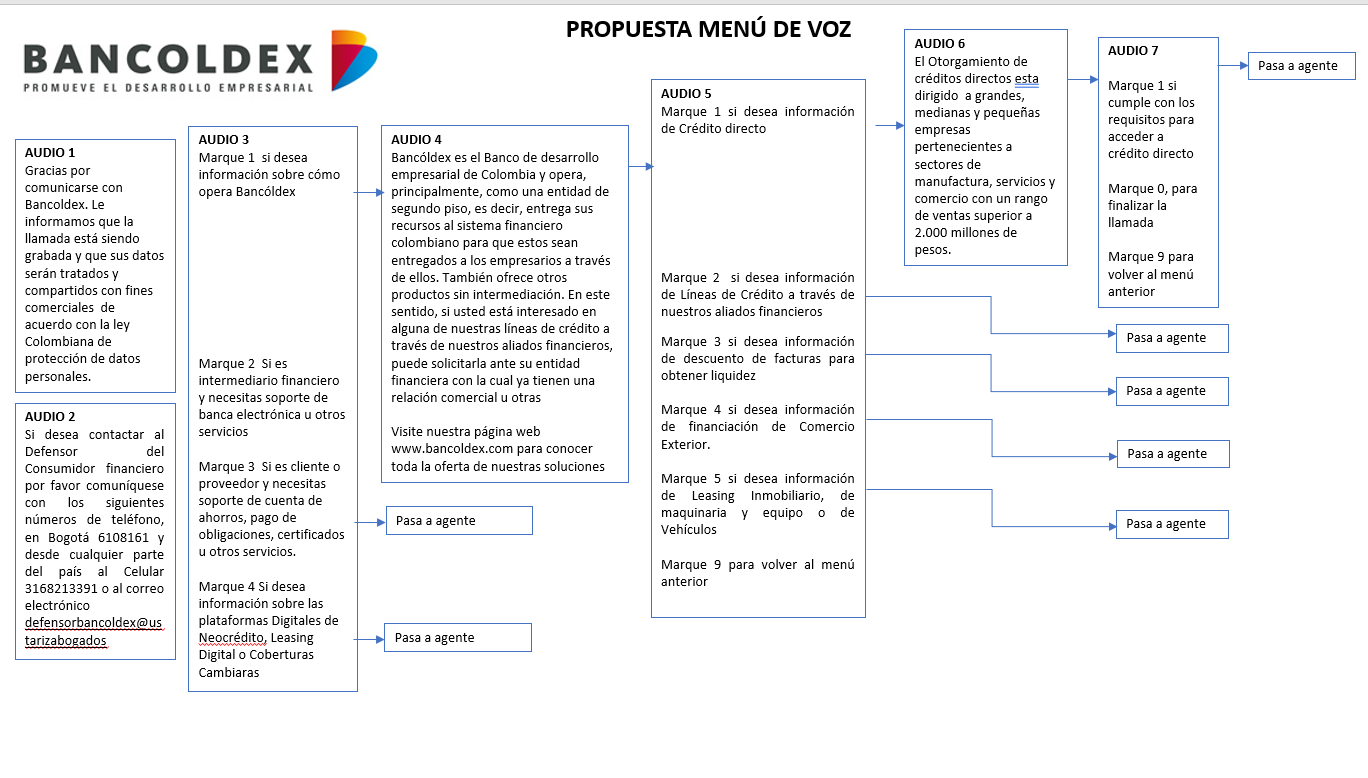 PROPUESTA MENÚ DE VOZ
BANCOLDEX
PROMUEVE EL DESARROLLO EMPRESARIAL
AUDIO 1
Gracias por
comunicarse con
Bancoldex. Le
informamos que la
llamada está siendo
grabada y que sus datos
serán tratados y
compartidos con fines
comerciales de
acuerdo con la ley
Colombiana de
protección de datos
personales.
AUDIO 2
Si desea contactar al
Defensor del
Consumidor financiero
por favor comuníquese
con los siguientes
números de teléfono,
en Bogotá 6108161 y
desde cualquier parte
del país al Celular
3168213391 o al correo
electrónico
defensorbancoldex@us
tarizabogados
AUDIO 3
Marque 1 si desea
información sobre cómo
opera Bancóldex
Marque 2 Si es
intermediario financiero
y necesitas soporte de
banca electrónica u otros
servicios
Marque 3 Si es cliente o
proveedor y necesitas
soporte de cuenta de
ahorros, pago de
obligaciones, certificados
u otros servicios.
Marque 4 Si desea
información sobre las
plataformas Digitales de
Neocrédito, Leasing
Digital o Coberturas
Cambiaras
AUDIO 4
Bancóldex es el Banco de desarrollo
empresarial de Colombia y opera,
principalmente, como una entidad de
segundo piso, es decir, entrega sus
recursos al sistema financiero
colombiano para que estos sean
entregados a los empresarios a través
de ellos. También ofrece otros
productos sin intermediación. En este
sentido, si usted está interesado en
alguna de nuestras líneas de crédito a
través de nuestros aliados financieros,
puede solicitarla ante su entidad
financiera con la cual ya tienen una
relación comercial u otras
Visite nuestra página web
www.bancoldex.com para conocer
toda la oferta de nuestras soluciones
Pasa a agente
Pasa a agente
AUDIO 5
Marque 1 si desea información
de Crédito directo
Marque 2 si desea información
de Líneas de Crédito a través de
nuestros aliados financieros
Marque 3 si desea información
de descuento de facturas para
obtener liquidez
Marque 4 si desea información
de financiación de Comercio
Exterior.
Marque 5 si desea información
de Leasing Inmobiliario, de
maquinaria y equipo o de
Vehículos
Marque 9 para volver al menú
anterior
AUDIO 6
El Otorgamiento de
créditos directos esta
dirigido a grandes,
medianas y pequeñas
empresas
pertenecientes a
sectores de
manufactura, servicios y
comercio con un rango
de ventas superior a
2.000 millones de
pesos.
AUDIO 7
Marque 1 si
cumple con los
requisitos para
acceder a
crédito directo
Marque 0, para
finalizar la
llamada
Marque 9 para
volver al menú
anterior
Pasa a agente
Pasa a agente
Pasa a agente
Pasa a agente
Pasa a agente